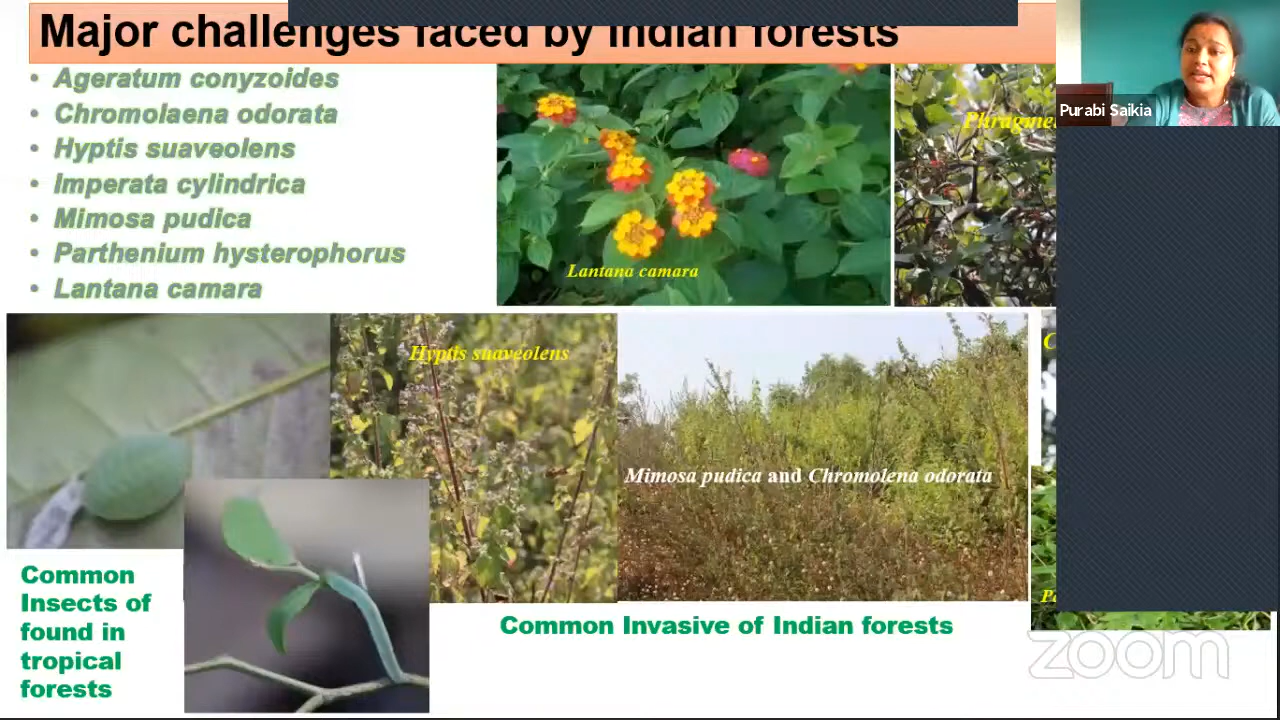 Major challenges faced by Indian forests
Purabi Saikia
• Ageratum conyzoides
• Chromolaena odorata
• Hyptis suaveolens
• Imperata cylindrica
• Mimosa pudica
• Parthenium hysterophorus
• Lantana camara
Lantana camara
Hyptis suaveolens
Mimosa pudica and Chromolena odorata
Common
Insects of
found in
tropical
forests
Common Invasive of Indian forests
zoom